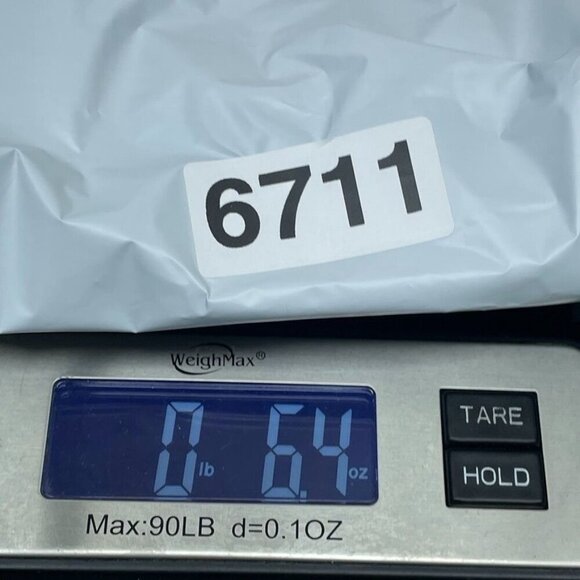 6711
WeighMax®
0 lb 6.4 oz
TARE
HOLD
Max:90LB d=0.1OZ